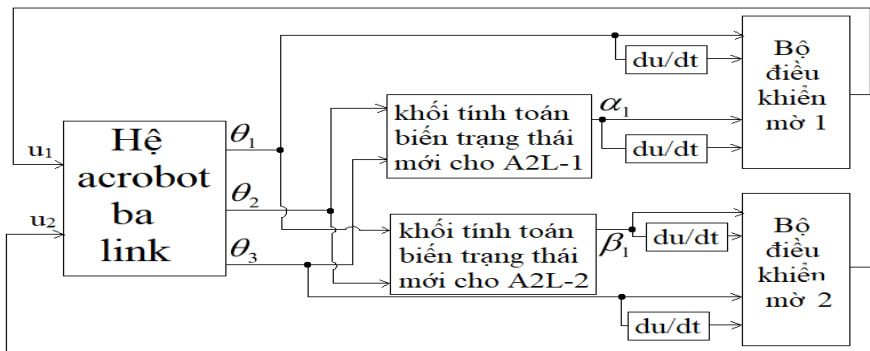 u₁
u₂
Hệ
acrobot
ba
link
θ₁
θ₂
θ₃
khối tính toán
biến trạng thái
mới cho A2L-1
α₁
khối tính toán
biến trạng thái
mới cho A2L-2
β₁
du/dt
du/dt
Bộ
điều
khiển
mờ 1
du/dt
du/dt
Bộ
điều
khiển
mờ 2